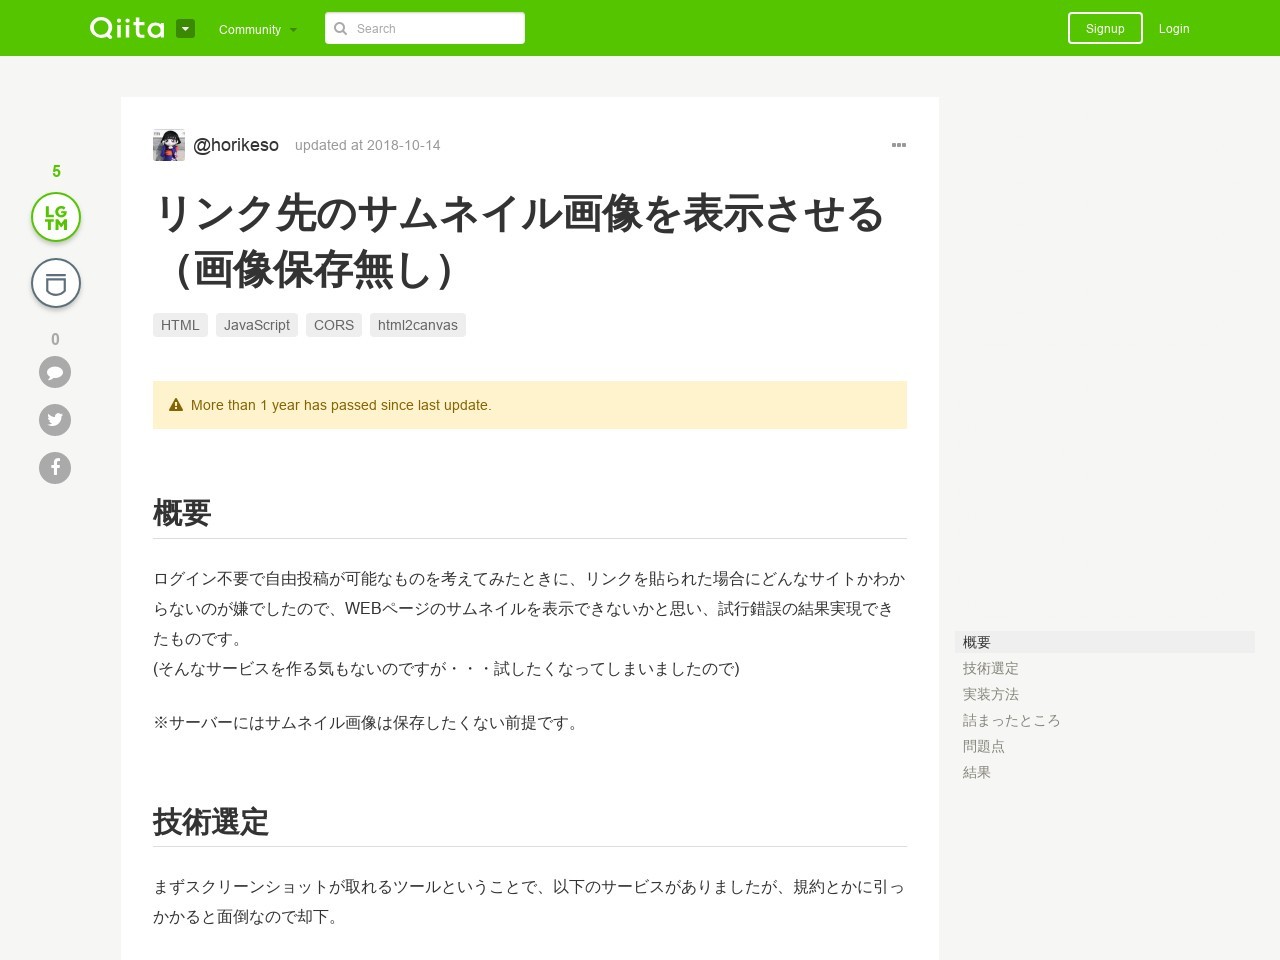 Qiita
Community
Search
Signup
Login
5
LG
TM
0
@horikeso updated at 2018-10-14
リンク先のサムネイル画像を表示させる
（画像保存無し）
HTML JavaScript CORS html2canvas
More than 1 year has passed since last update.
概要
ログイン不要で自由投稿が可能なものを考えてみたときに、リンクを貼られた場合にどんなサイトかわか
らないのが嫌でしたので、WEBページのサムネイルを表示できないかと思い、試行錯誤の結果実現でき
たものです。
(そんなサービスを作る気もないのですが・・・試したくなってしまいましたので)
※サーバーにはサムネイル画像は保存したくない前提です。
技術選定
まずスクリーンショットが取れるツールということで、以下のサービスがありましたが、規約とかに引っ
かかると面倒なので却下。
概要
技術選定
実装方法
詰まったところ
問題点
結果